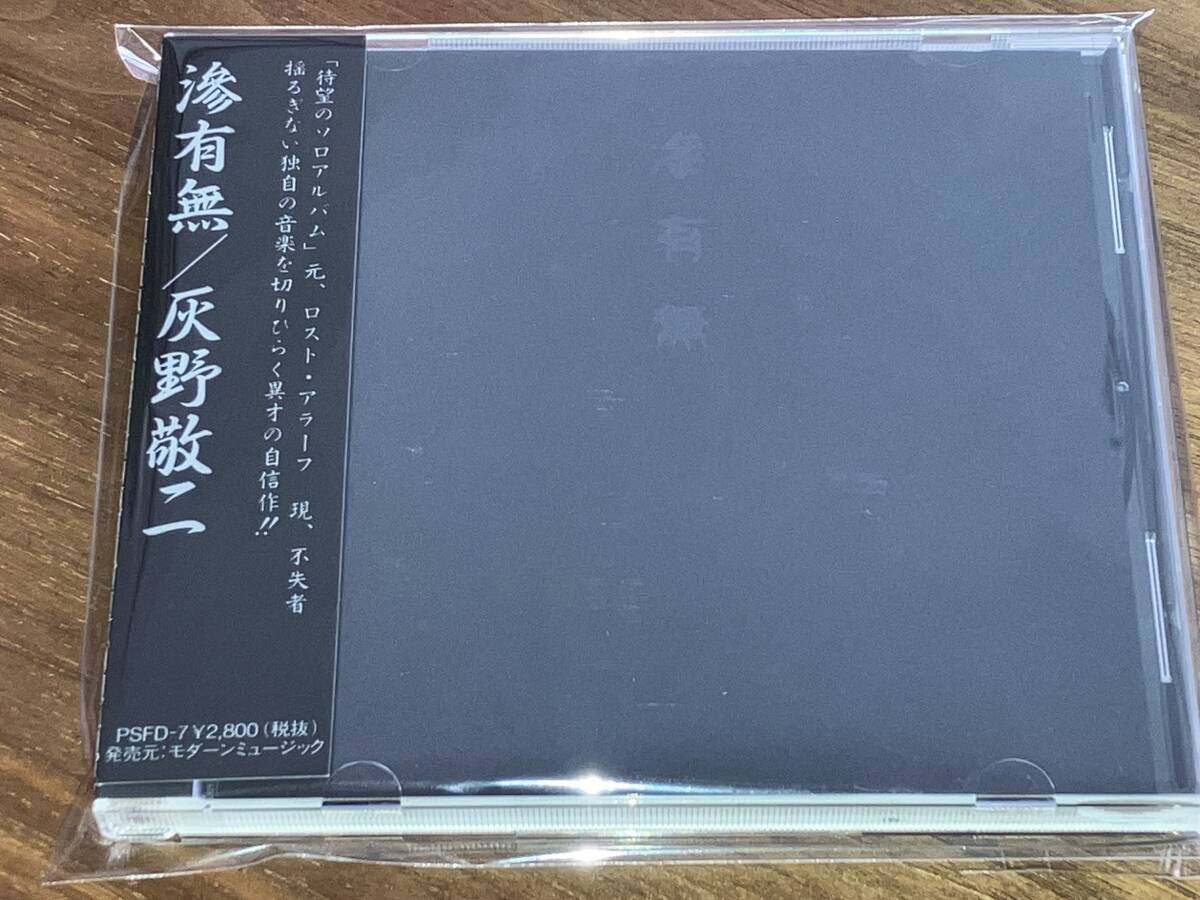 滲有無/灰野敬二
「待望のソロアルバム」元、ロスト・アラーフ 現、不失者
揺るぎない独自の音楽を切りひらく異才の自信作!!
PSFD-7 ¥2,800(税抜)
発売元:モダーンミュージック
滲有無